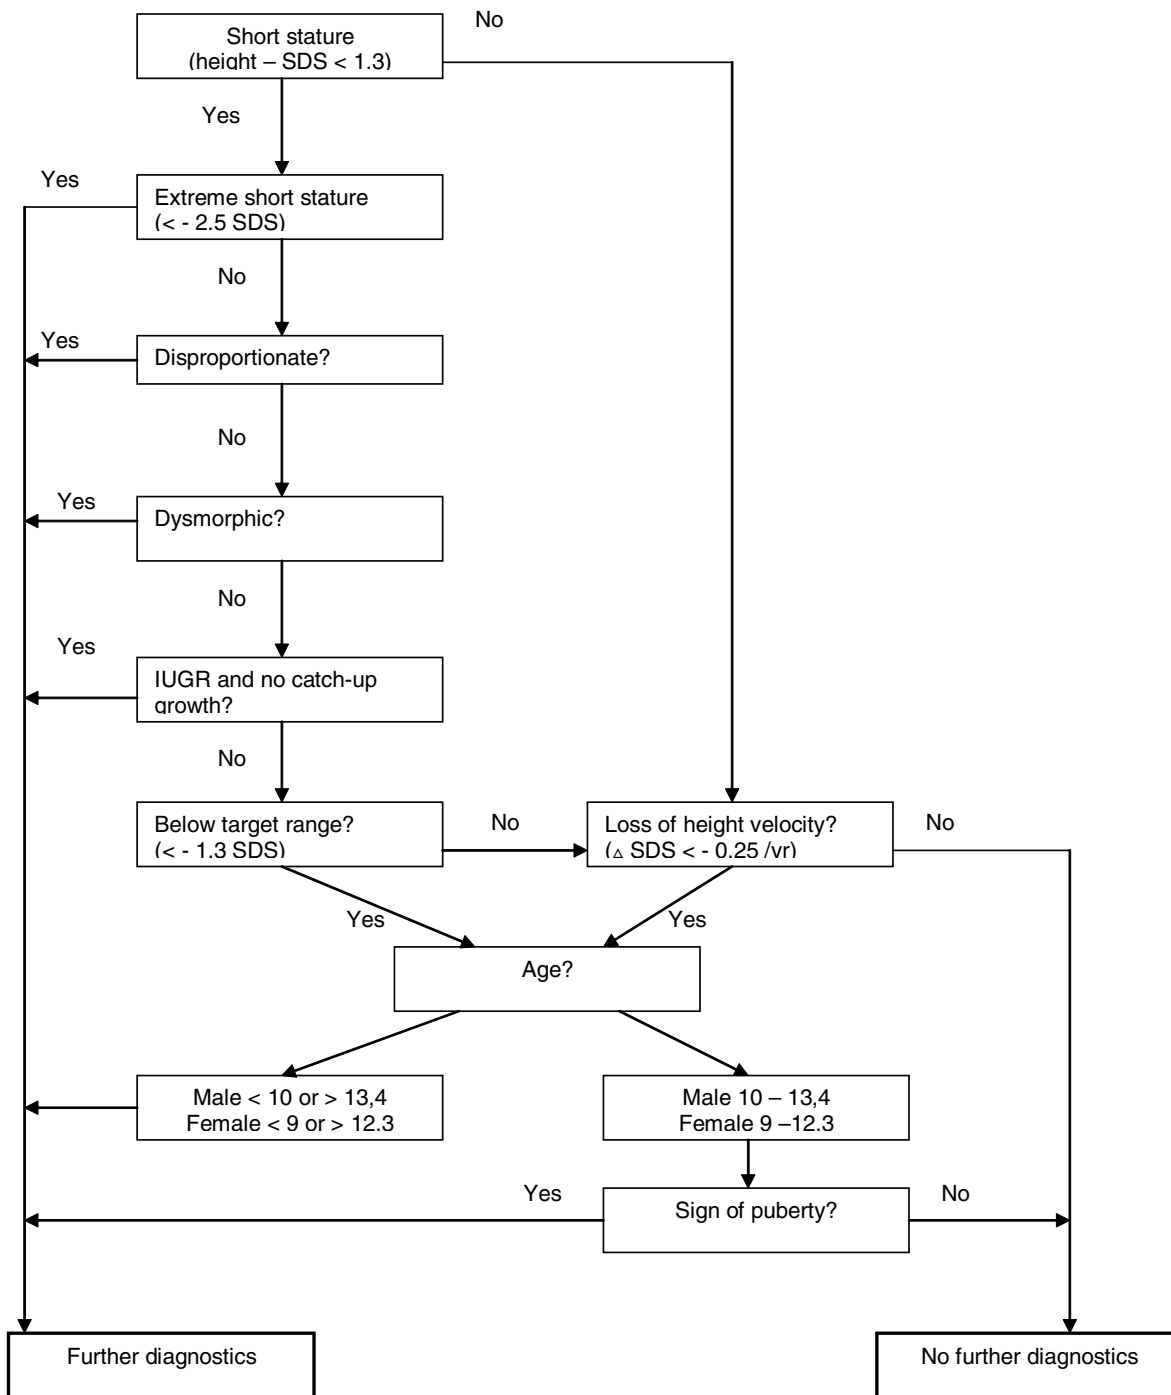 No
Short stature
(height – SDS < 1.3)
Yes
Yes
Extreme short stature
(< - 2.5 SDS)
No
Yes
Disproportionate?
No
Yes
Dysmorphic?
No
Yes
IUGR and no catch-up
growth?
No
Below target range?
(< - 1.3 SDS)
No
Loss of height velocity?
(△ SDS < - 0.25 /yr)
No
Yes
Yes
Age?
Male < 10 or > 13,4
Female < 9 or > 12.3
Male 10 – 13,4
Female 9 –12.3
Yes
Sign of puberty?
No
Further diagnostics
No further diagnostics